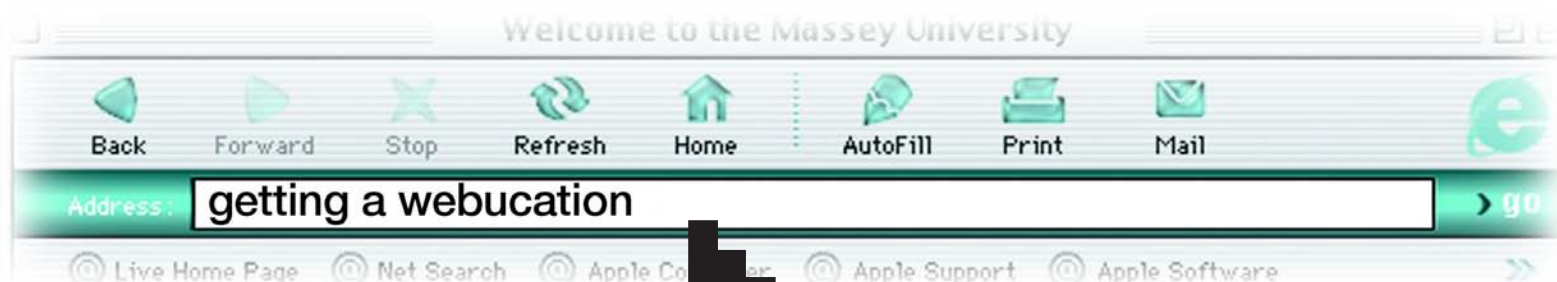 Welcome to the Massey University
Back Forward Stop Refresh Home AutoFill Print Mail
Address: getting a webucation go
Live Home Page Net Search Apple Apple Support Apple Software